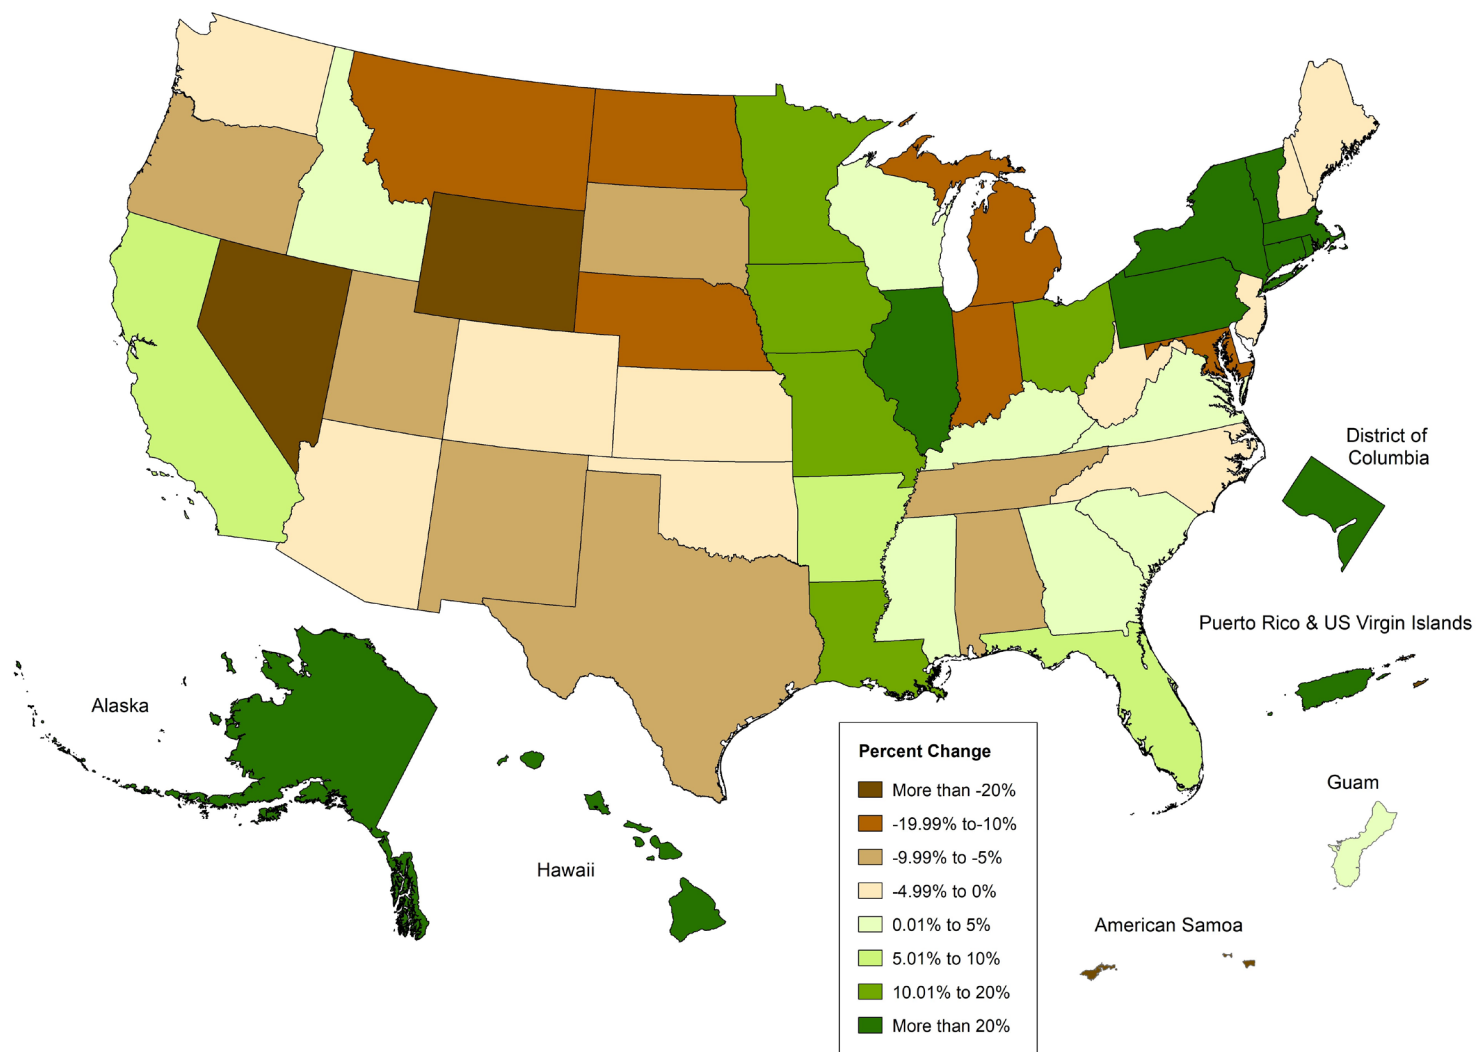 District of
Columbia
Puerto Rico & US Virgin Islands
Alaska
Guam
Hawaii
American Samoa
Percent Change
More than -20%
-19.99% to-10%
-9.99% to -5%
-4.99% to 0%
0.01% to 5%
5.01% to 10%
10.01% to 20%
More than 20%